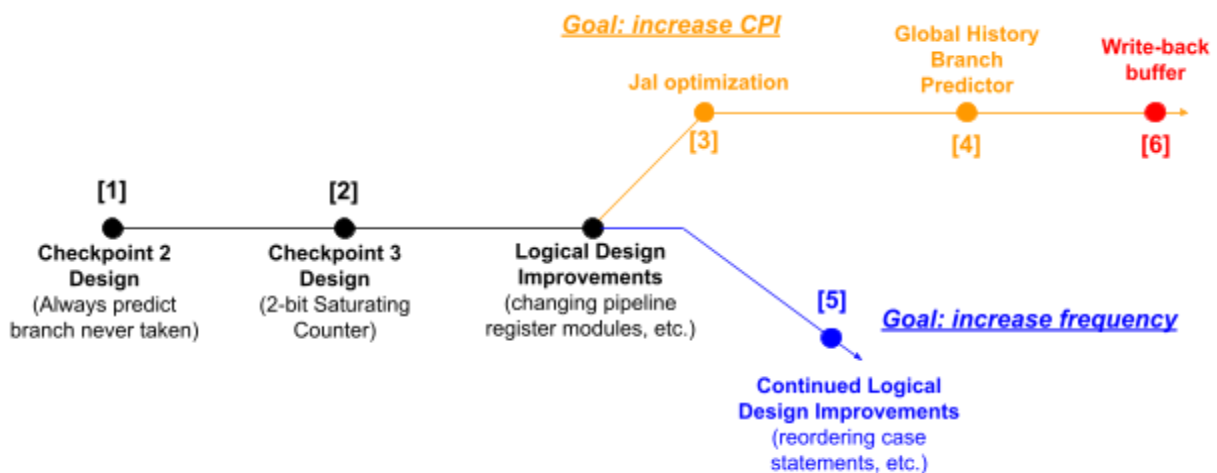 Goal: increase CPI
Global History
Branch
Predictor
Write-back
buffer
Jal optimization
[3]
[4]
[6]
[1]
[2]
Checkpoint 2
Design
(Always predict
branch never taken)
Checkpoint 3
Design
(2-bit Saturating
Counter)
Logical Design
Improvements
(changing pipeline
register modules, etc.)
[5]
Goal: increase frequency
Continued Logical
Design Improvements
(reordering case
statements, etc.)